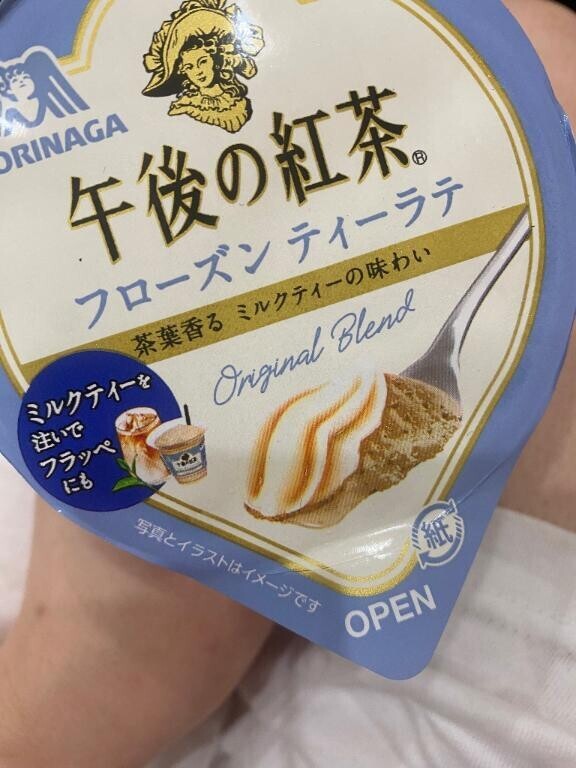 ORINAGA
午後の紅茶®
フローズン ティーラテ
茶葉香る ミルクティーの味わい
Original Blend
ミルクティーを
注いで
フラッペ
にも
写真とイラストはイメージです
紙
OPEN